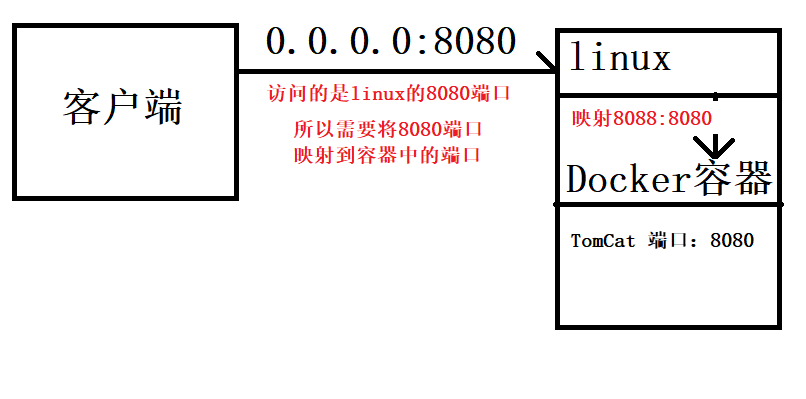 0.0.0.0:8080
linux
客户端
访问的是linux的8080端口
所以需要将8080端口
映射到容器中的端口
映射8088:8080
Docker容器
TomCat 端口：8080